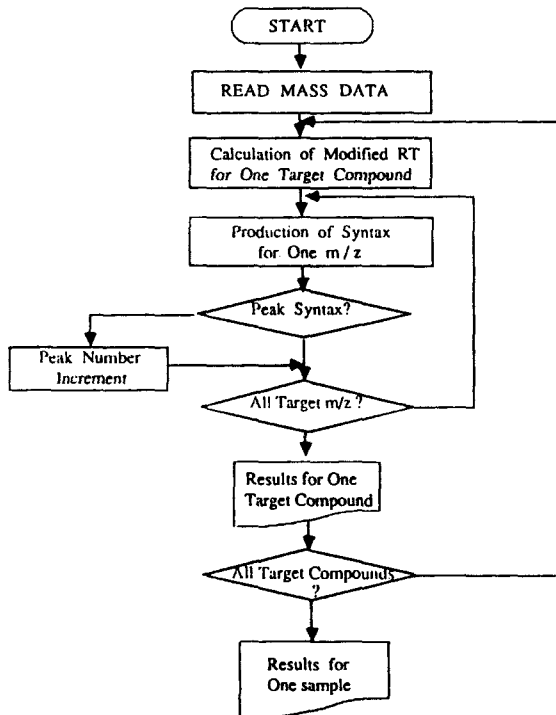 START
READ MASS DATA
Calculation of Modified RT
for One Target Compound
Production of Syntax
for One m/z
Peak Syntax?
Peak Number
Increment
All Target m/z ?
Results for One
Target Compound
All Target Compounds
?
Results for
One sample